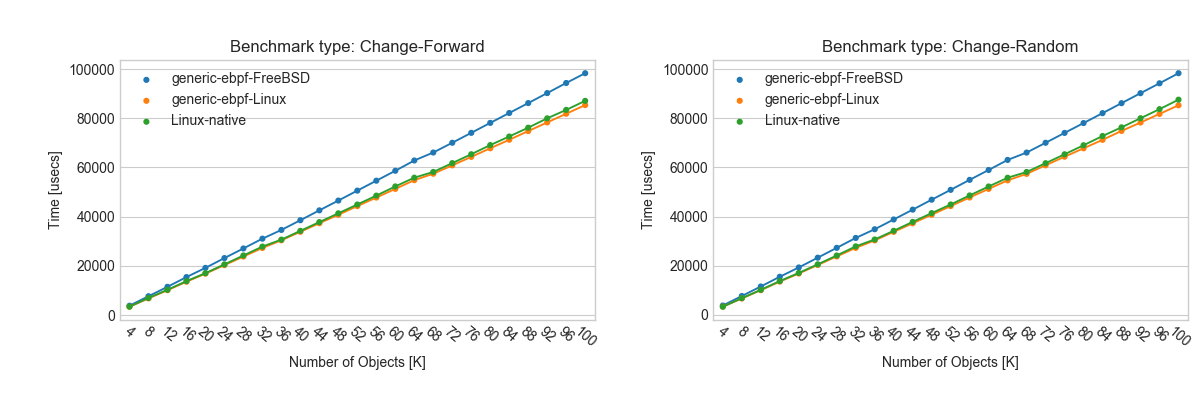 Benchmark type: Change-Forward
generic-ebpf-FreeBSD
generic-ebpf-Linux
Linux-native
100000
80000
60000
40000
20000
0
Time [usecs]
4 8 12 16 20 24 28 32 36 40 44 48 52 56 60 64 68 72 76 80 84 88 92 96 100
Number of Objects [K]
Benchmark type: Change-Random
generic-ebpf-FreeBSD
generic-ebpf-Linux
Linux-native
100000
80000
60000
40000
20000
0
Time [usecs]
4 8 12 16 20 24 28 32 36 40 44 48 52 56 60 64 68 72 76 80 84 88 92 96 100
Number of Objects [K]